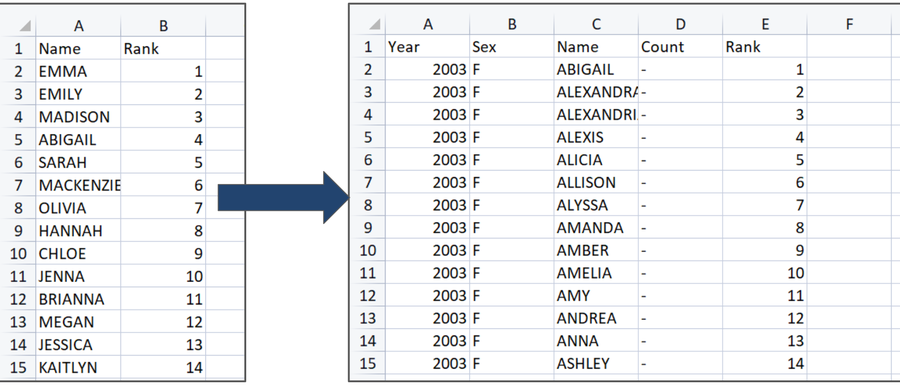 A B
1 Name Rank
2 EMMA 1
3 EMILY 2
4 MADISON 3
5 ABIGAIL 4
6 SARAH 5
7 MACKENZIE 6
8 OLIVIA 7
9 HANNAH 8
10 CHLOE 9
11 JENNA 10
12 BRIANNA 11
13 MEGAN 12
14 JESSICA 13
15 KAITLYN 14
A B C D E F
1 Year Sex Name Count Rank
2 2003 F ABIGAIL - 1
3 2003 F ALEXANDRA - 2
4 2003 F ALEXANDRI - 3
5 2003 F ALEXIS - 4
6 2003 F ALICIA - 5
7 2003 F ALLISON - 6
8 2003 F ALYSSA - 7
9 2003 F AMANDA - 8
10 2003 F AMBER - 9
11 2003 F AMELIA - 10
12 2003 F AMY - 11
13 2003 F ANDREA - 12
14 2003 F ANNA - 13
15 2003 F ASHLEY - 14